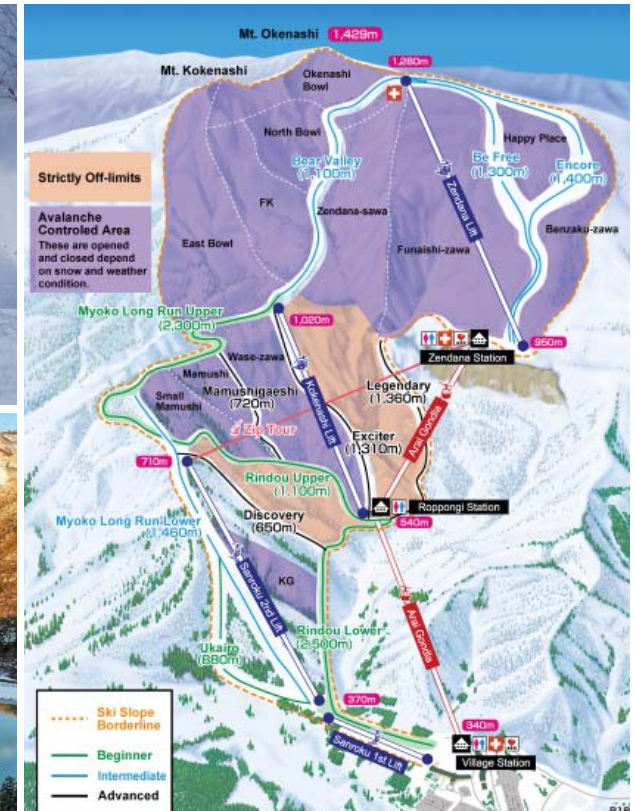 Mt. Okenashi 1,429m
1,280m
Mt. Kokenashi
Okenashi
Bowl
North Bowl
Happy Place
Bear Valley
(1,100m)
Be Free
(1,300m)
Encore
(1,400m)
Strictly Off-limits
Zendana Lift
FK
Zendana-sawa
Avalanche
Controled Area
These are opened
and closed depend
on snow and weather
condition.
East Bowl
Funaishi-zawa
Benzaku-zawa
Myoko Long Run Upper
(2,300m)
1,020m
950m
Zendana Station
Wase-zawa
Mamushi
Mamushigaeshi
(720m)
Kokenashi Lift
Legendary
(1,360m)
Small
Mamushi
Arai Gondla
Zip Tour
Exciter
(1,310m)
710m
Rindou Upper
(1,100m)
Roppongi Station
540m
Discovery
(650m)
Myoko Long Run Lower
(1,460m)
Sanroku 2nd Lift
KG
Arai Gondla
Rindou Lower
(2,500m)
Ukairo
(880m)
370m
340m
Village Station
Sanroku 1st Lift
Ski Slope
Borderline
Beginner
Intermediate
Advanced